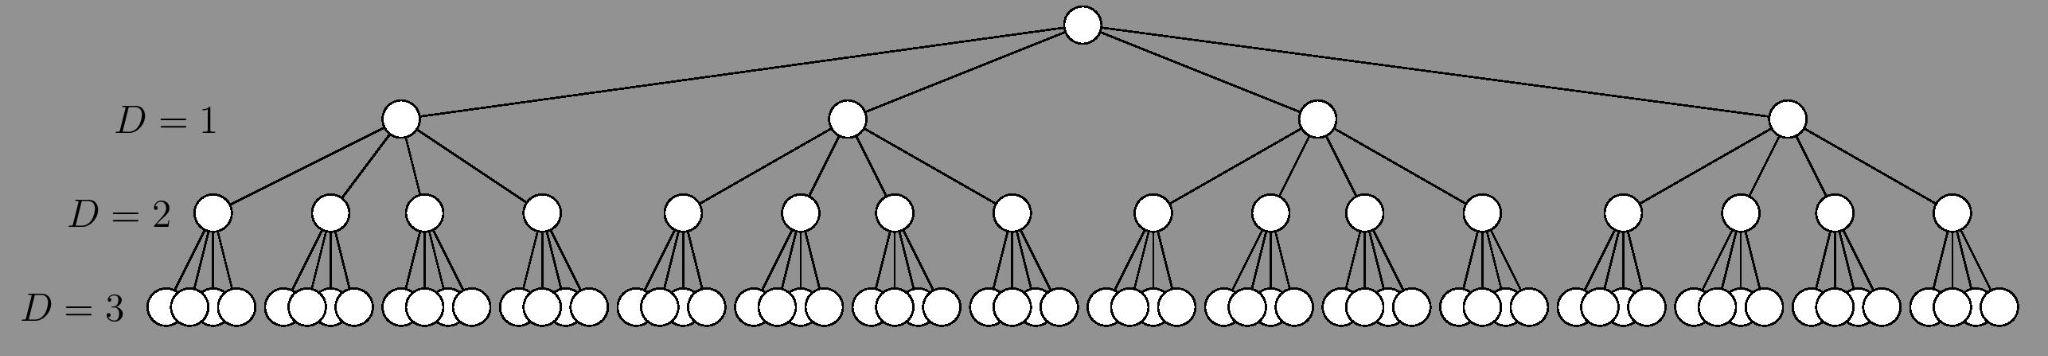 D = 1
D = 2
D = 3